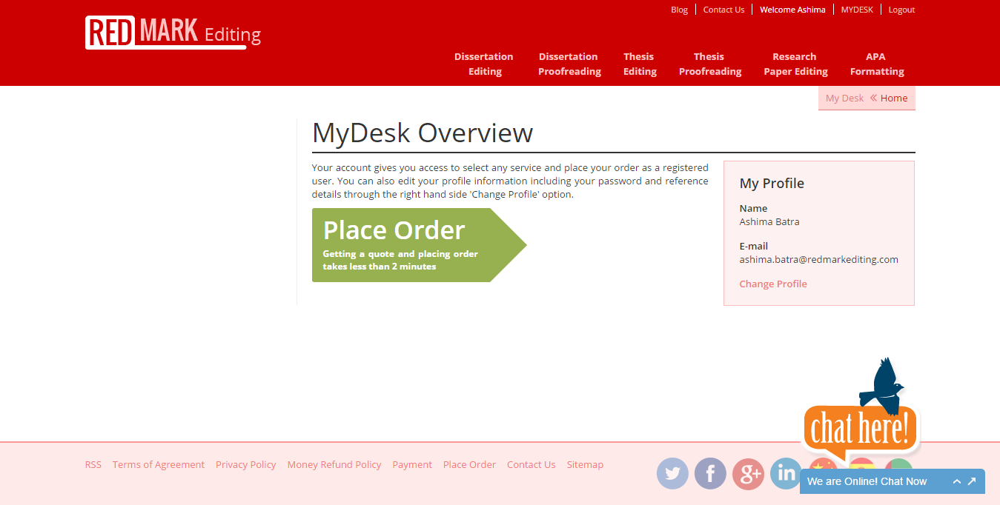 Blog
Contact Us
Welcome Ashima
MYDESK
Logout
RED MARK Editing
Dissertation
Editing
Dissertation
Proofreading
Thesis
Editing
Thesis
Proofreading
Research
Paper Editing
APA
Formatting
My Desk « Home
MyDesk Overview
Your account gives you access to select any service and place your order as a registered
user. You can also edit your profile information including your password and reference
details through the right hand side 'Change Profile' option.
Place Order
Getting a quote and placing order
takes less than 2 minutes
My Profile
Name
Ashima Batra
E-mail
ashima.batra@redmarkediting.com
Change Profile
chat here!
RSS
Terms of Agreement
Privacy Policy
Money Refund Policy
Payment
Place Order
Contact Us
Sitemap
f
g+
in
We are Online! Chat Now